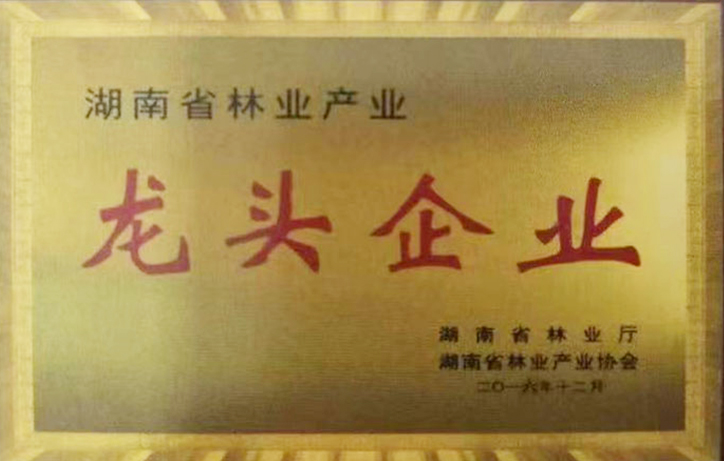 湖南省林业产业
龙头企业
湖南省林业厅
湖南省林业产业协会
二〇一六年十二月